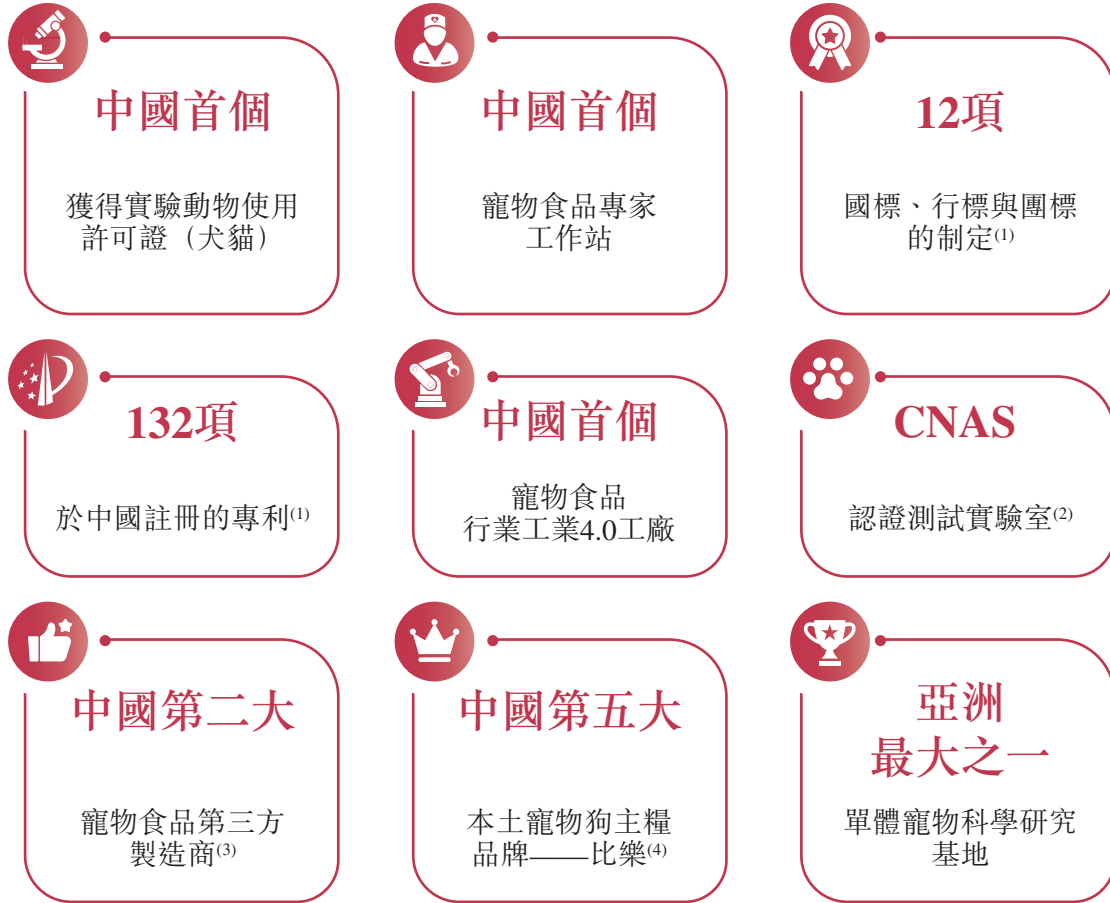 中國首個
獲得實驗動物使用
許可證（犬貓）
中國首個
寵物食品專家
工作站
12項
國標、行標與團標
的制定(1)
132項
於中國註冊的專利(1)
中國首個
寵物食品
行業工業4.0工廠
CNAS
認證測試實驗室(2)
中國第二大
寵物食品第三方
製造商(3)
中國第五大
本土寵物狗主糧
品牌——比樂(4)
亞洲
最大之一
單體寵物科學研究
基地